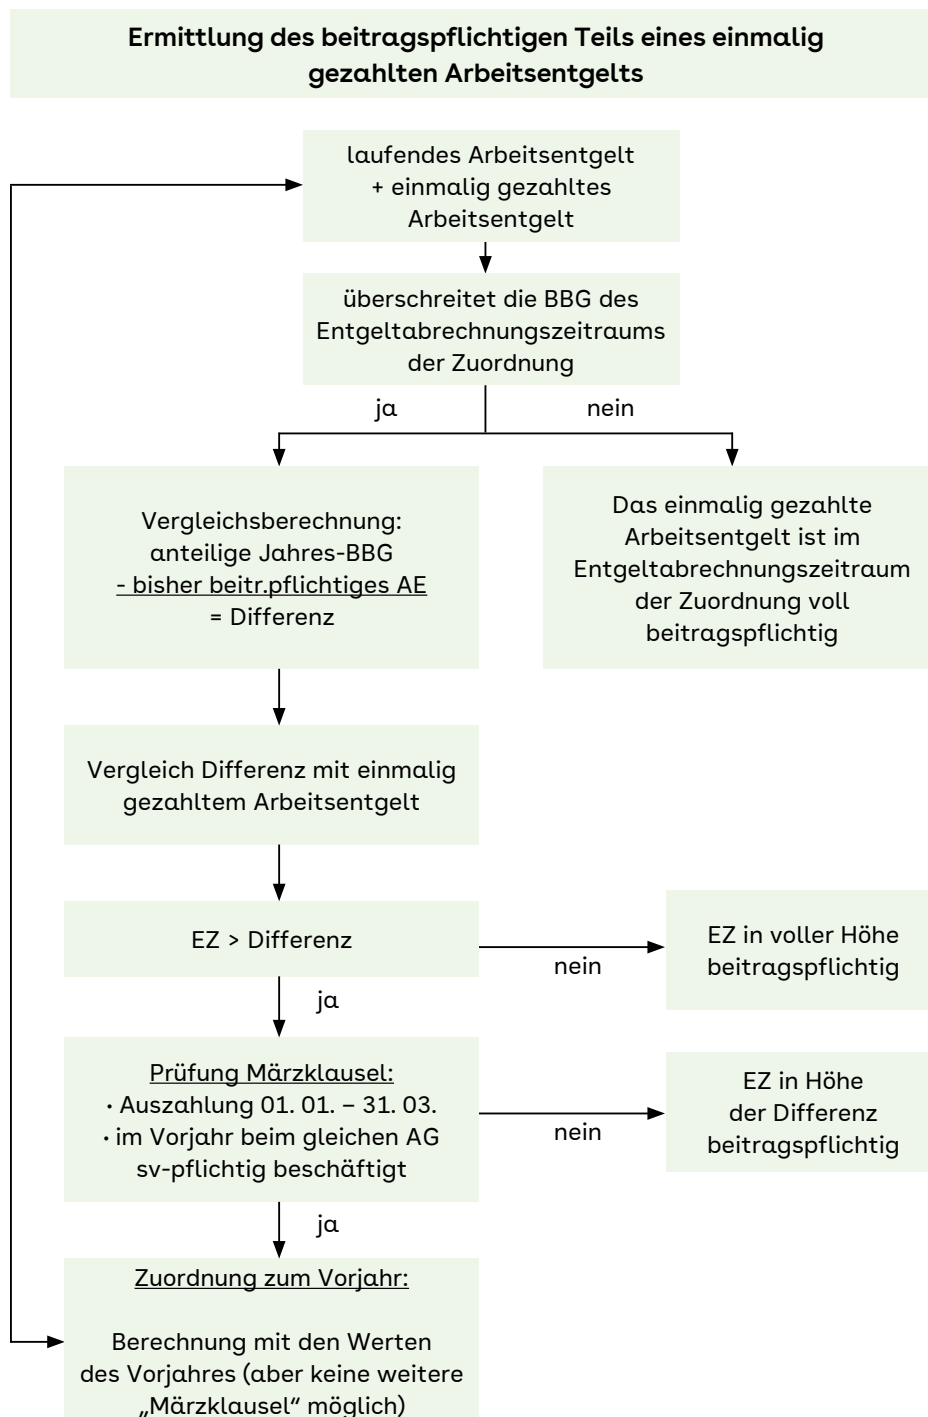 Ermittlung des beitragspflichtigen Teils eines einmalig
gezahlten Arbeitsentgelts
laufendes Arbeitsentgelt
+ einmalig gezahltes
Arbeitsentgelt
überschreitet die BBG des
Entgeltabrechnungszeitraums
der Zuordnung
ja
nein
Vergleichsberechnung:
anteilige Jahres-BBG
- bisher beitr.pflichtiges AE
= Differenz
Das einmalig gezahlte
Arbeitsentgelt ist im
Entgeltabrechnungszeitraum
der Zuordnung voll
beitragspflichtig
Vergleich Differenz mit einmalig
gezahltem Arbeitsentgelt
EZ > Differenz
nein
EZ in voller Höhe
beitragspflichtig
ja
Prüfung Märzklausel:
· Auszahlung 01. 01. – 31. 03.
· im Vorjahr beim gleichen AG
sv-pflichtig beschäftigt
nein
EZ in Höhe
der Differenz
beitragspflichtig
ja
Zuordnung zum Vorjahr:
Berechnung mit den Werten
des Vorjahres (aber keine weitere
„Märzklausel“ möglich)